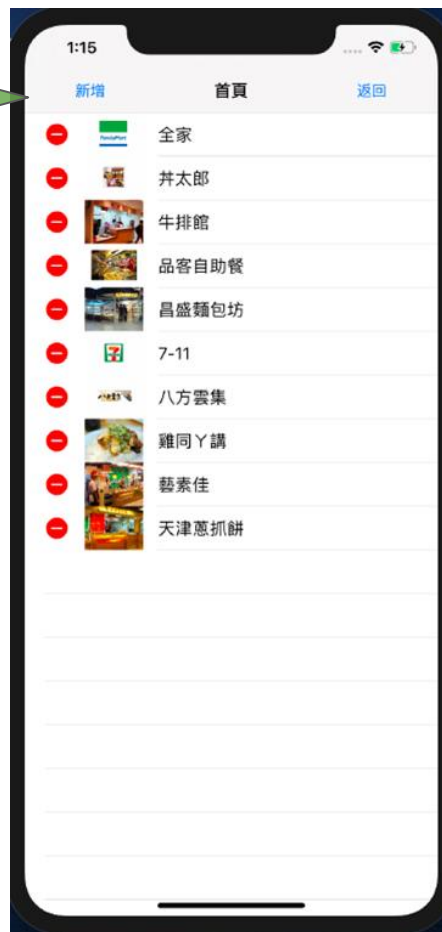 1:15
新增 首頁 返回
FamilyMart 全家
丼太郎
牛排館
品客自助餐
昌盛麵包坊
7-11
八方雲集
雞同ㄚ講
藝素佳
天津蔥抓餅